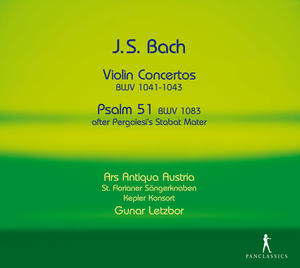 J.S. Bach
Violin Concertos
BWV 1041-1043
Psalm 51 BWV 1083
after Pergolesi's Stabat Mater
Ars Antiqua Austria
St. Florianer Sängerknaben
Kepler Konsort
Gunar Letzbor
PANCLASSICS